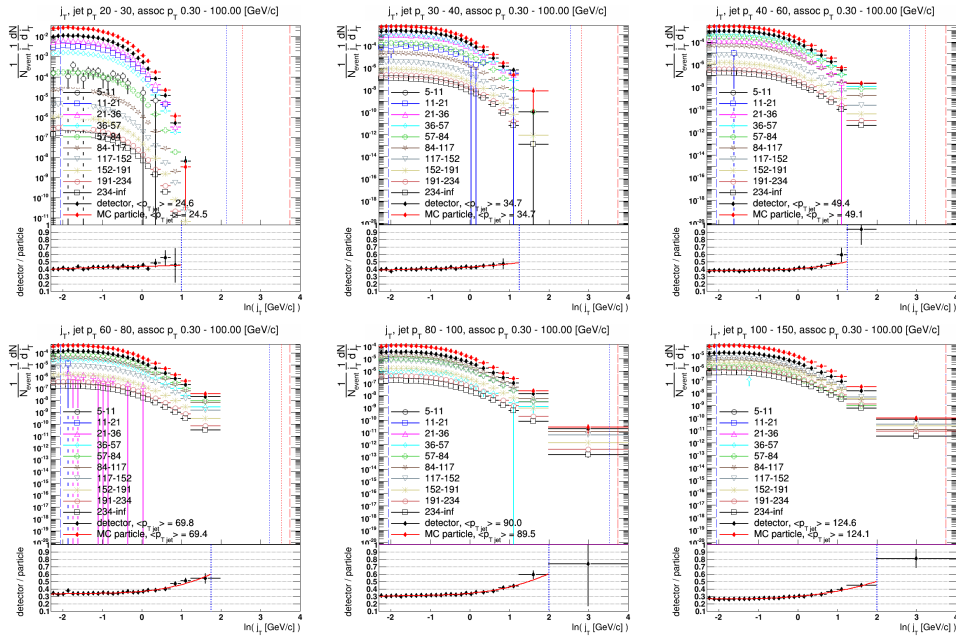 j_T, jet p_T 20 - 30, assoc p_T 0.30 - 100.00 [GeV/c]
1/N_event 1/j_T dN/dj_T
5-11
11-21
21-36
36-57
57-84
84-117
117-152
152-191
191-234
234-inf
detector, <p_T jet> = 24.6
MC particle, <p_T jet> = 24.5
detector / particle
ln( j_T [GeV/c] )
j_T, jet p_T 30 - 40, assoc p_T 0.30 - 100.00 [GeV/c]
1/N_event 1/j_T dN/dj_T
5-11
11-21
21-36
36-57
57-84
84-117
117-152
152-191
191-234
234-inf
detector, <p_T jet> = 34.7
MC particle, <p_T jet> = 34.7
detector / particle
ln( j_T [GeV/c] )
j_T, jet p_T 40 - 60, assoc p_T 0.30 - 100.00 [GeV/c]
1/N_event 1/j_T dN/dj_T
5-11
11-21
21-36
36-57
57-84
84-117
117-152
152-191
191-234
234-inf
detector, <p_T jet> = 49.4
MC particle, <p_T jet> = 49.1
detector / particle
ln( j_T [GeV/c] )
j_T, jet p_T 60 - 80, assoc p_T 0.30 - 100.00 [GeV/c]
1/N_event 1/j_T dN/dj_T
5-11
11-21
21-36
36-57
57-84
84-117
117-152
152-191
191-234
234-inf
detector, <p_T jet> = 69.8
MC particle, <p_T jet> = 69.4
detector / particle
ln( j_T [GeV/c] )
j_T, jet p_T 80 - 100, assoc p_T 0.30 - 100.00 [GeV/c]
1/N_event 1/j_T dN/dj_T
5-11
11-21
21-36
36-57
57-84
84-117
117-152
152-191
191-234
234-inf
detector, <p_T jet> = 90.0
MC particle, <p_T jet> = 89.5
detector / particle
ln( j_T [GeV/c] )
j_T, jet p_T 100 - 150, assoc p_T 0.30 - 100.00 [GeV/c]
1/N_event 1/j_T dN/dj_T
5-11
11-21
21-36
36-57
57-84
84-117
117-152
152-191
191-234
234-inf
detector, <p_T jet> = 124.6
MC particle, <p_T jet> = 124.1
detector / particle
ln( j_T [GeV/c] )